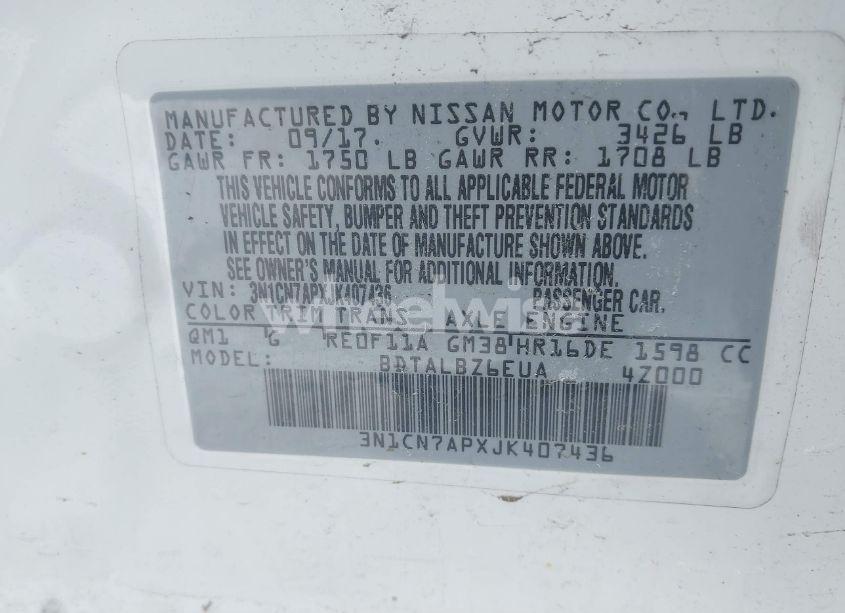 MANUFACTURED BY NISSAN MOTOR CO., LTD.
DATE: 09/17. GVWR: 3426 LB
GAWR FR: 1750 LB GAWR RR: 1708 LB
THIS VEHICLE CONFORMS TO ALL APPLICABLE FEDERAL MOTOR
VEHICLE SAFETY, BUMPER AND THEFT PREVENTION STANDARDS
IN EFFECT ON THE DATE OF MANUFACTURE SHOWN ABOVE.
SEE OWNER'S MANUAL FOR ADDITIONAL INFORMATION.
VIN: 3N1CN7APXJK407436 PASSENGER CAR.
COLOR TRIM TRANS. AXLE ENGINE
QM1 G RE0F11A GM38 HR16DE 1598 CC
MODEL: BDTALBZ6EUA 4Z000
3N1CN7APXJK407436